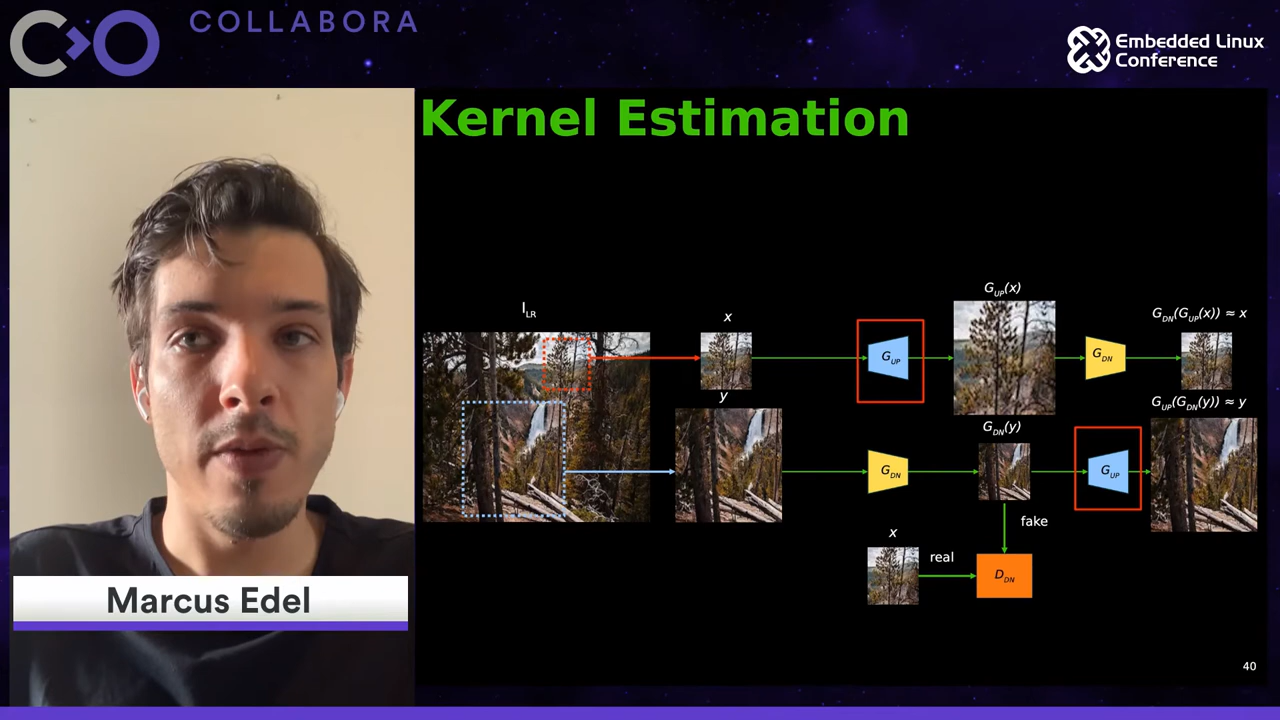 COLLABORA
Embedded Linux
Conference
Kernel Estimation
I_LR
x
G_UP
G_UP(x)
G_DN
G_DN(G_UP(x)) ≈ x
y
G_DN
G_DN(y)
G_UP
G_UP(G_DN(y)) ≈ y
fake
x
real
D_DN
Marcus Edel
40